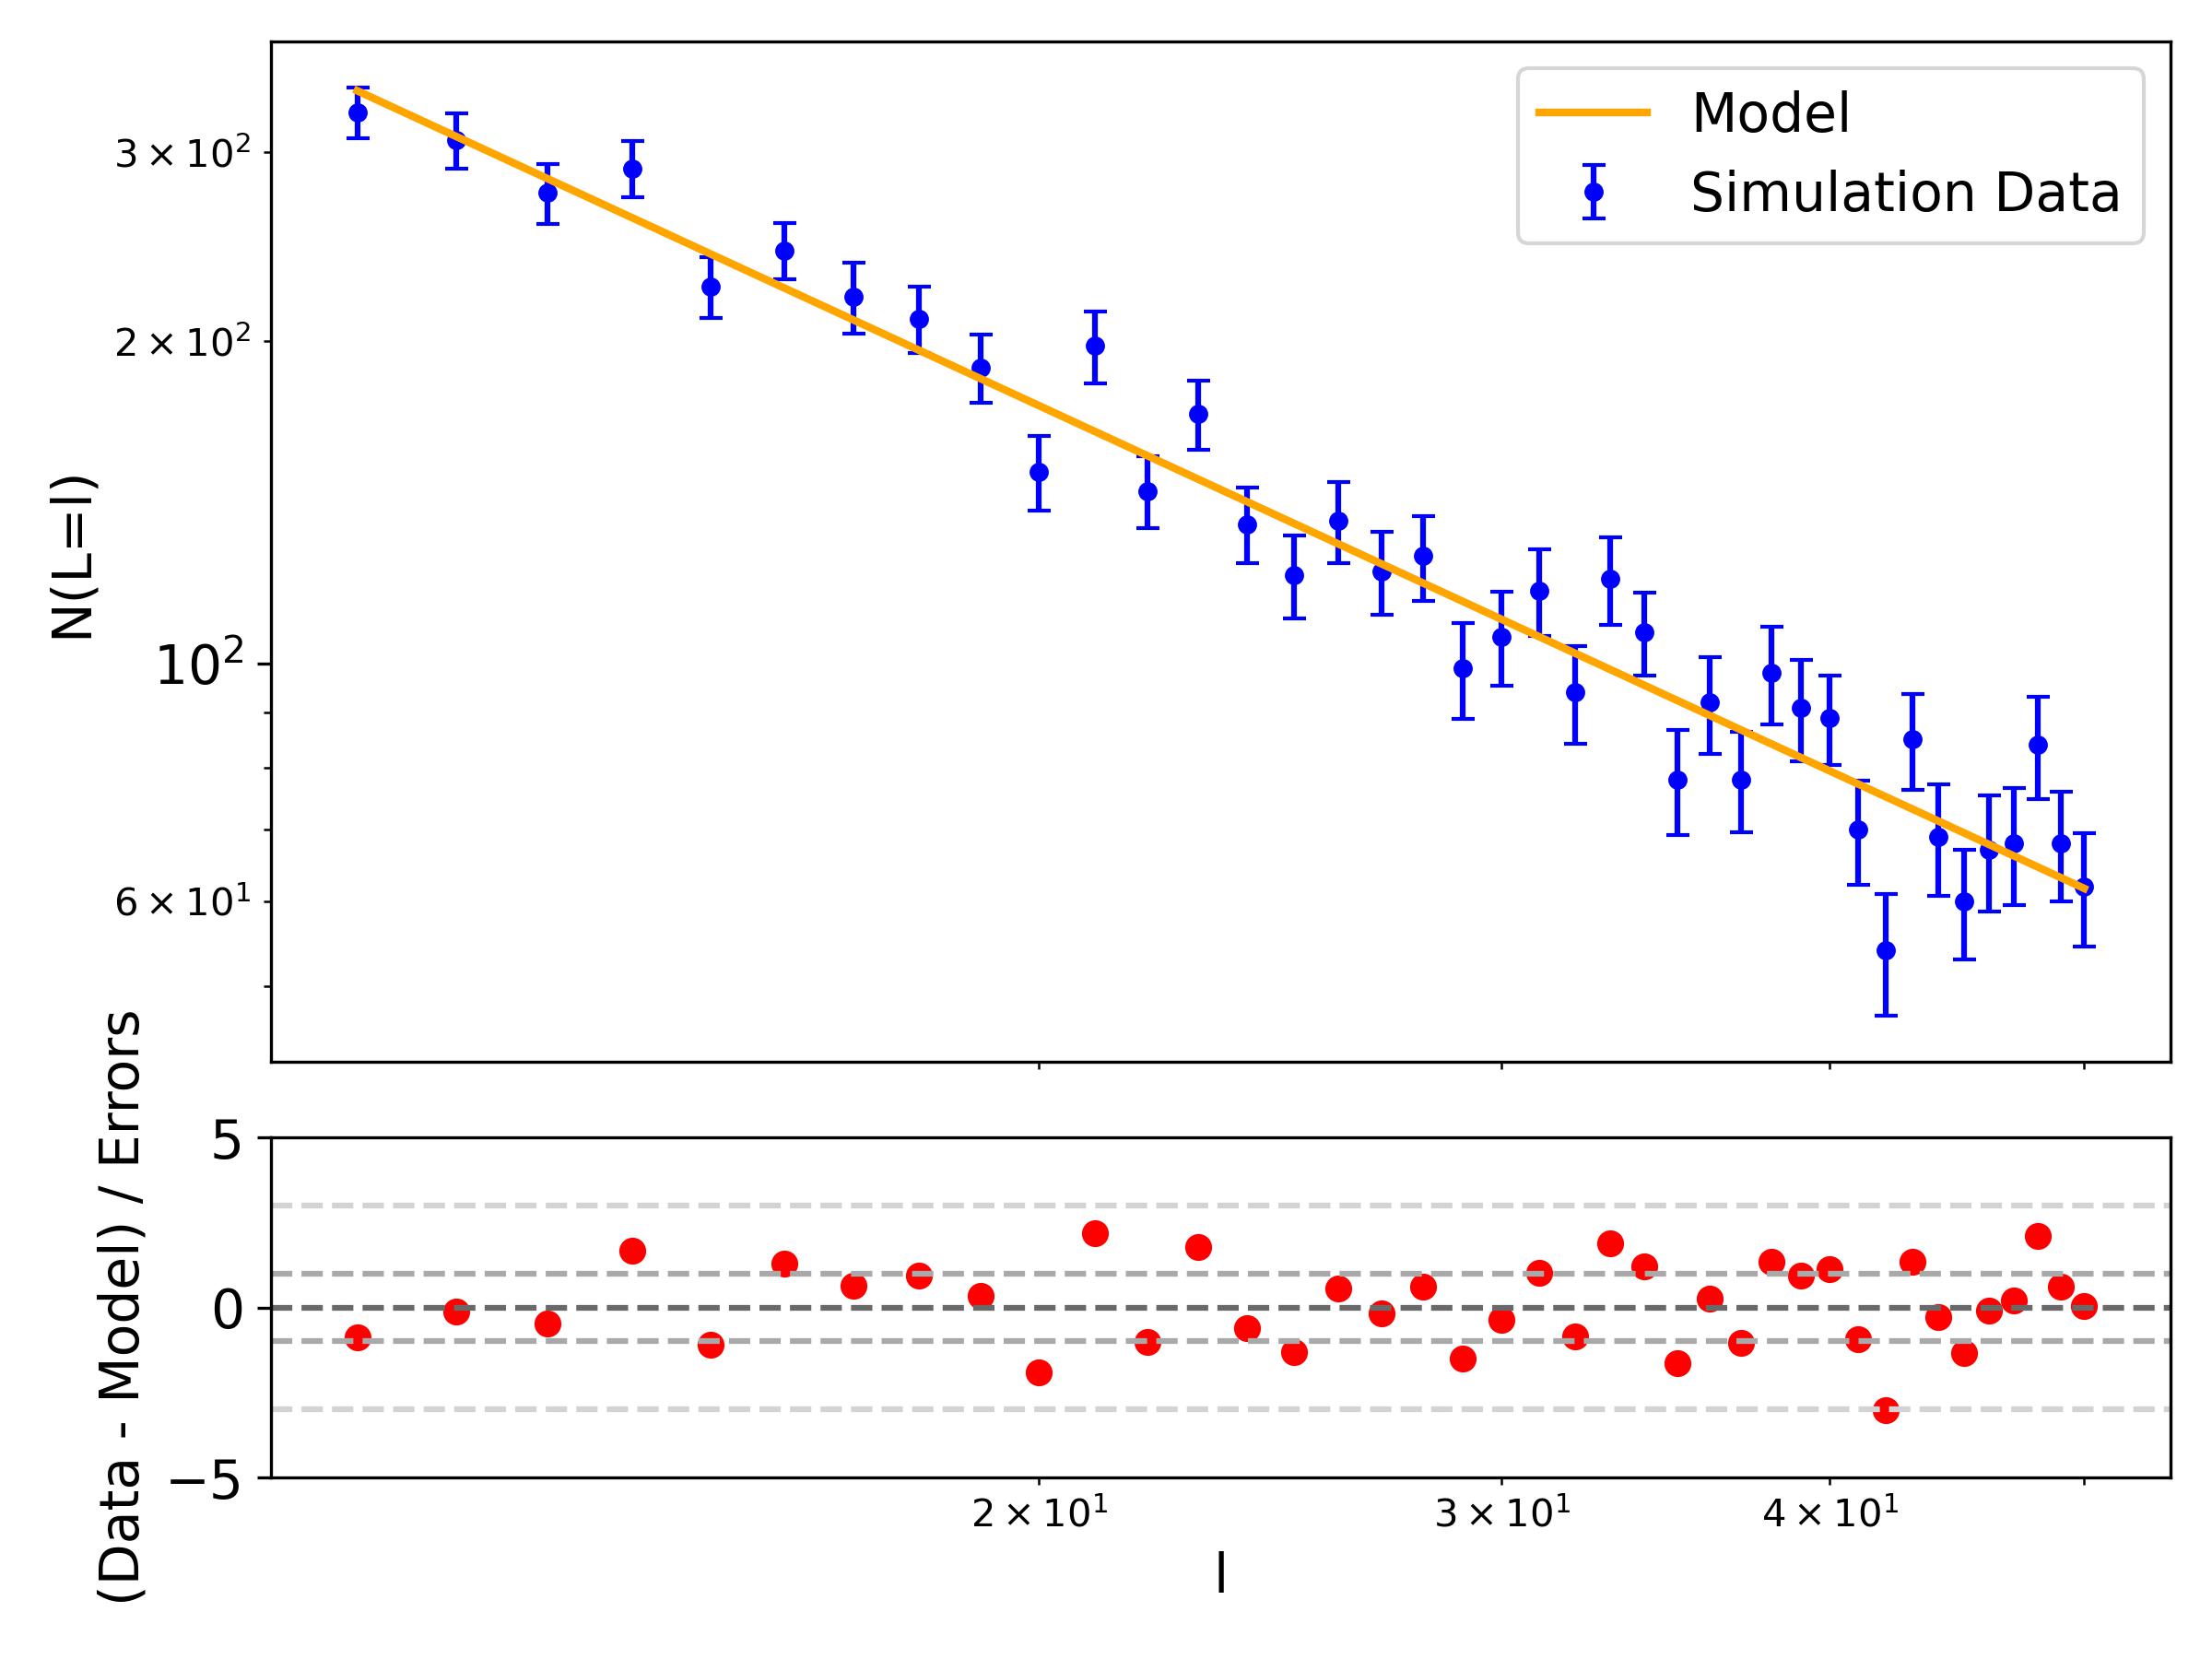 Model
Simulation Data
3 × 10²
2 × 10²
10²
6 × 10¹
N(L=l)
5
0
−5
(Data - Model) / Errors
2 × 10¹
3 × 10¹
4 × 10¹
l